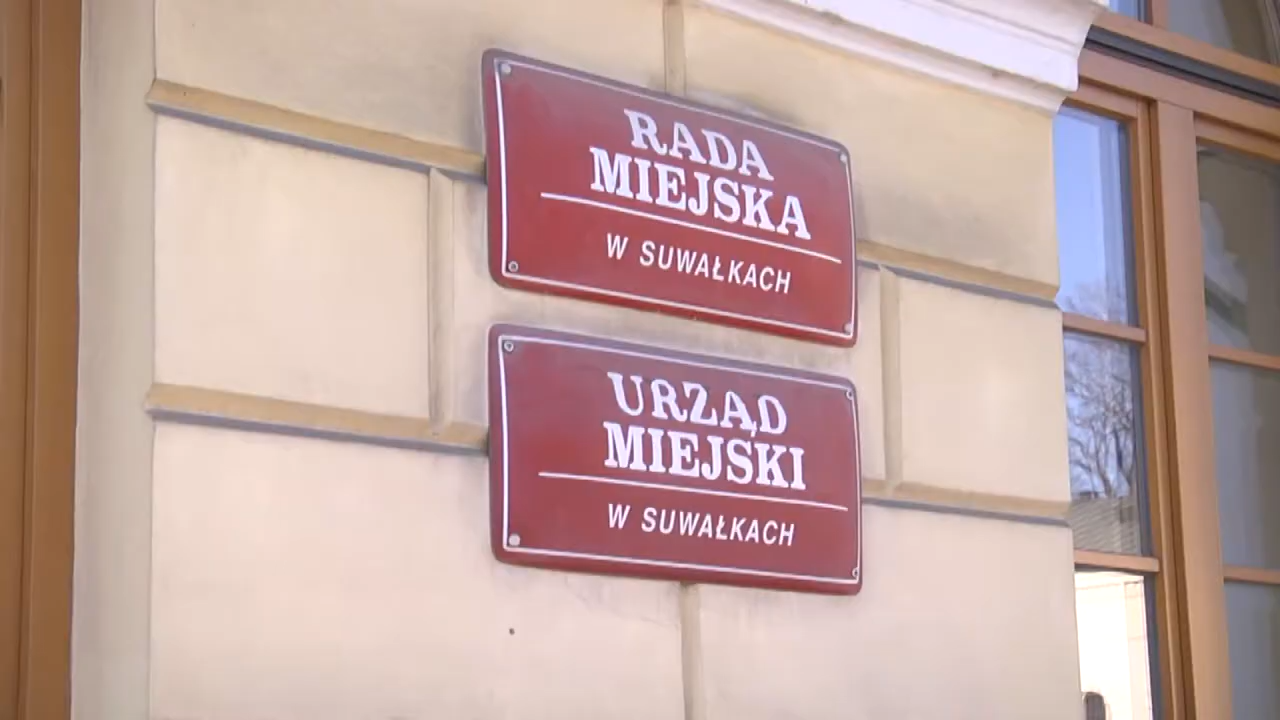 RADA
MIEJSKA
W SUWAŁKACH
URZĄD
MIEJSKI
W SUWAŁKACH